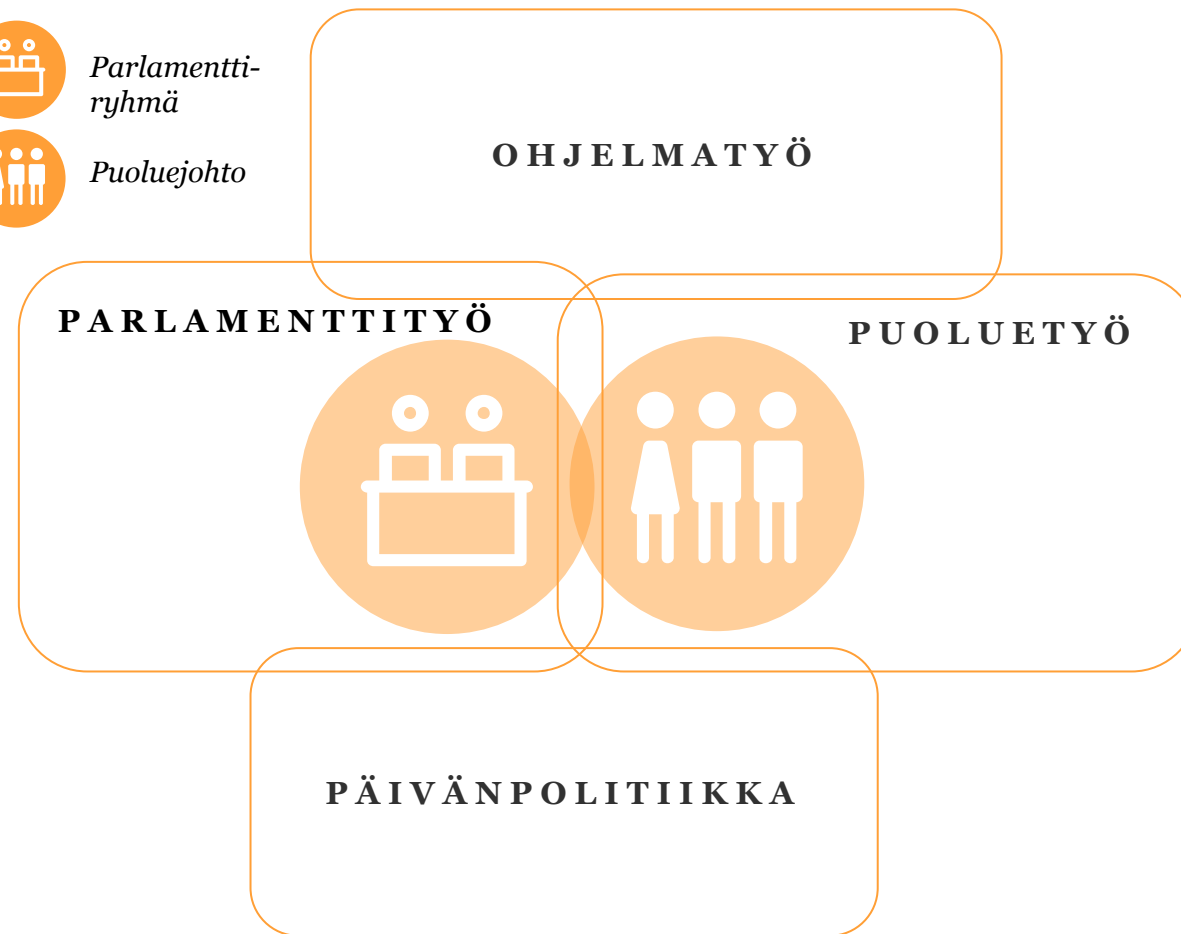 Parlamentti-
ryhmä
Puoluejohto
OHJELMATYÖ
PARLAMENTTITYÖ
PUOLUETYÖ
PÄIVÄNPOLITIIKKA